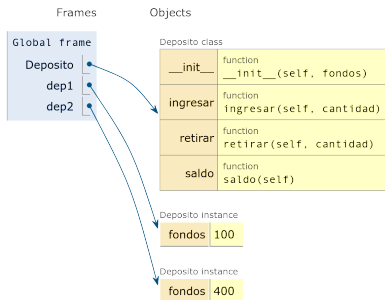 Frames
Objects
Global frame
Deposito
dep1
dep2
Deposito class
__init__
function
__init__(self, fondos)
ingresar
function
ingresar(self, cantidad)
retirar
function
retirar(self, cantidad)
saldo
function
saldo(self)
Deposito instance
fondos 100
Deposito instance
fondos 400